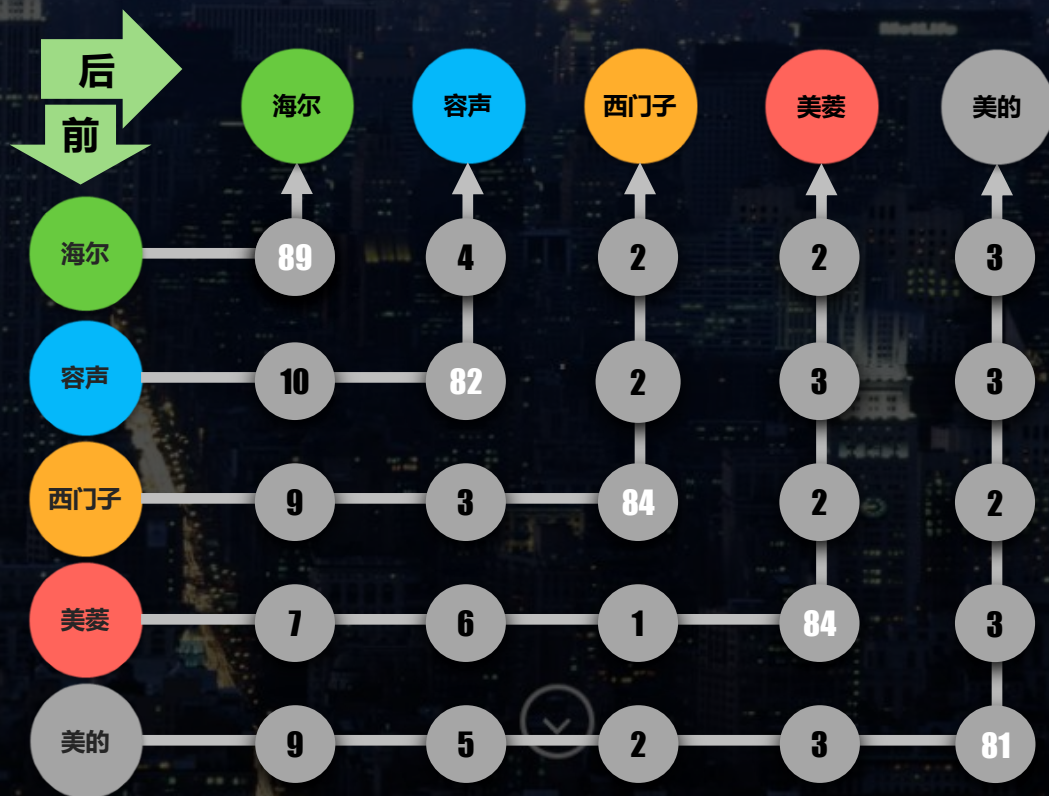 后
前
海尔 容声 西门子 美菱 美的
海尔 89 4 2 2 3
容声 10 82 2 3 3
西门子 9 3 84 2 2
美菱 7 6 1 84 3
美的 9 5 2 3 81